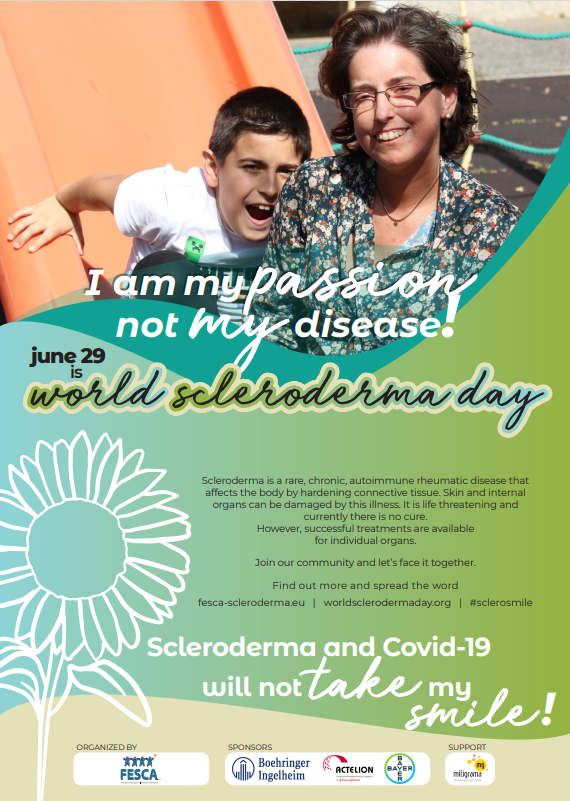 I am my passion
not my disease!
june 29
is
world scleroderma day
Scleroderma is a rare, chronic, autoimmune rheumatic disease that
affects the body by hardening connective tissue. Skin and internal
organs can be damaged by this illness. It is life threatening and
currently there is no cure.
However, successful treatments are available
for individual organs.
Join our community and let's face it together.
Find out more and spread the word
fesca-scleroderma.eu | worldsclerodermaday.org | #sclerosmile
Scleroderma and Covid-19
will not take my
smile!
ORGANIZED BY
SPONSORS
SUPPORT
FESCA
Boehringer
Ingelheim
ACTELION
BAYER
BAYER
mg
miligrama